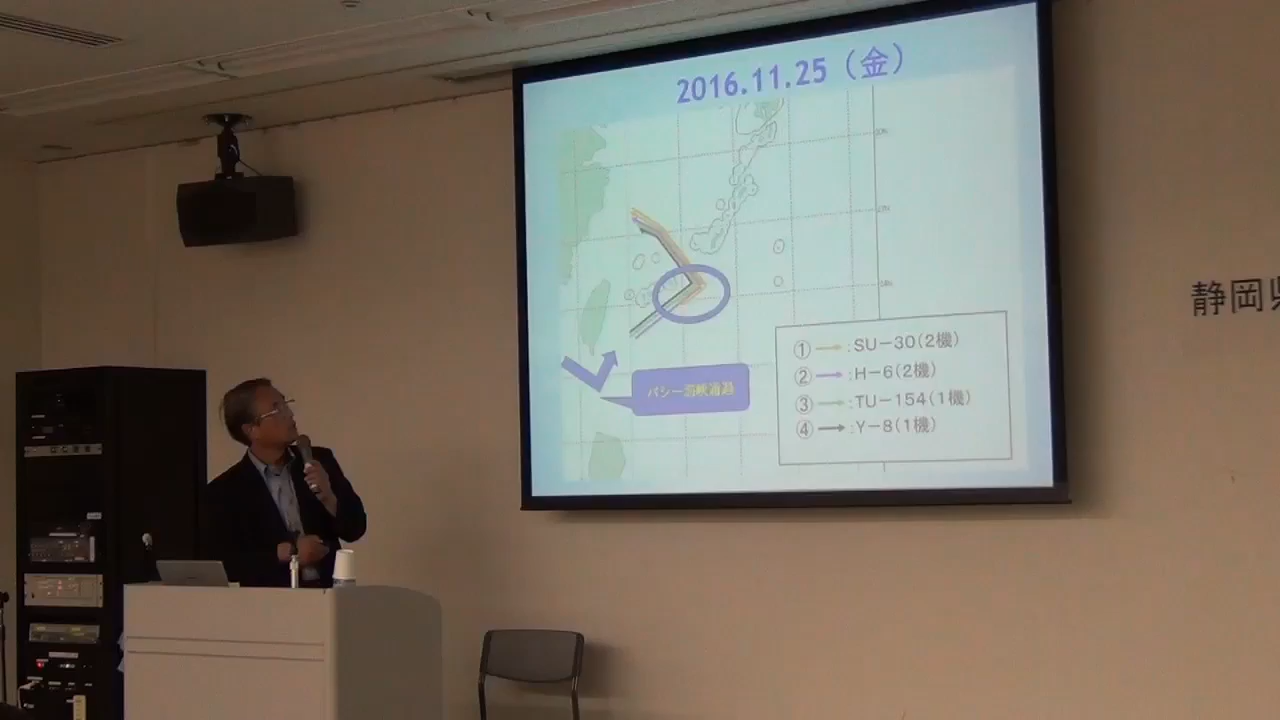 2016.11.25（金）
バシー海峡通過
①→:SU－30(2機)
②→:H－6(2機)
③→:TU－154(1機)
④→:Y－8(1機)
静岡県